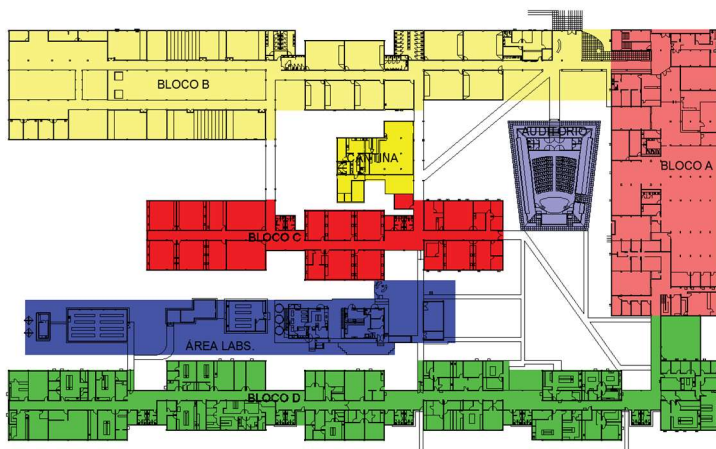 BLOCO B
AUDITÓRIO
CANTINA
BLOCO A
BLOCO C
ÁREA LABS.
BLOCO D